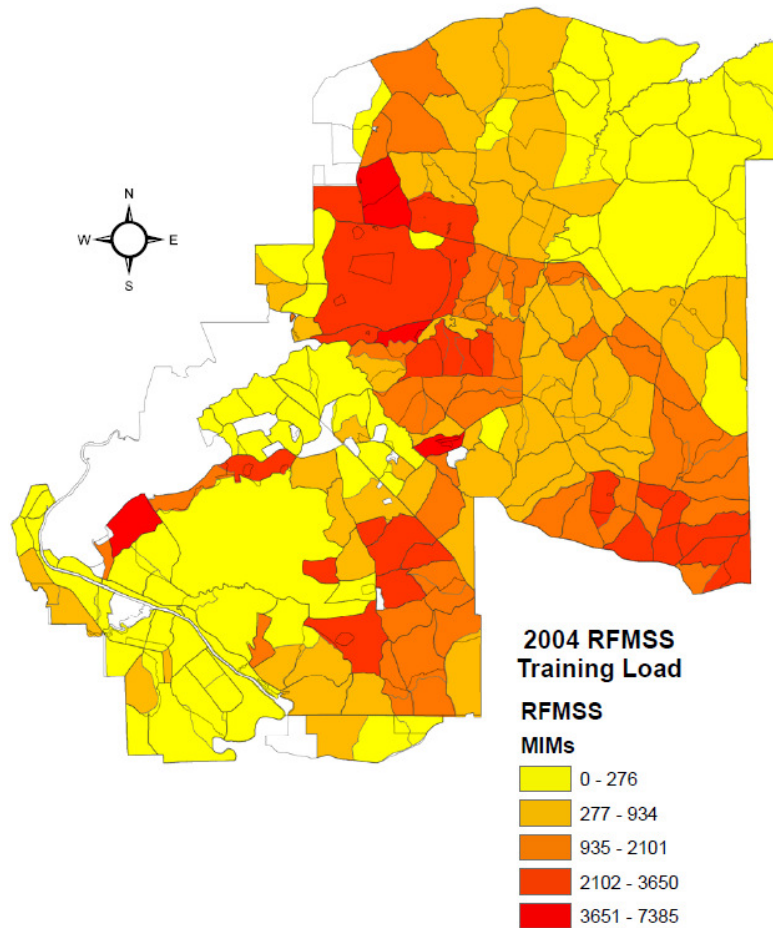 N
W E
S
2004 RFMSS
Training Load
RFMSS
MIMs
0 - 276
277 - 934
935 - 2101
2102 - 3650
3651 - 7385